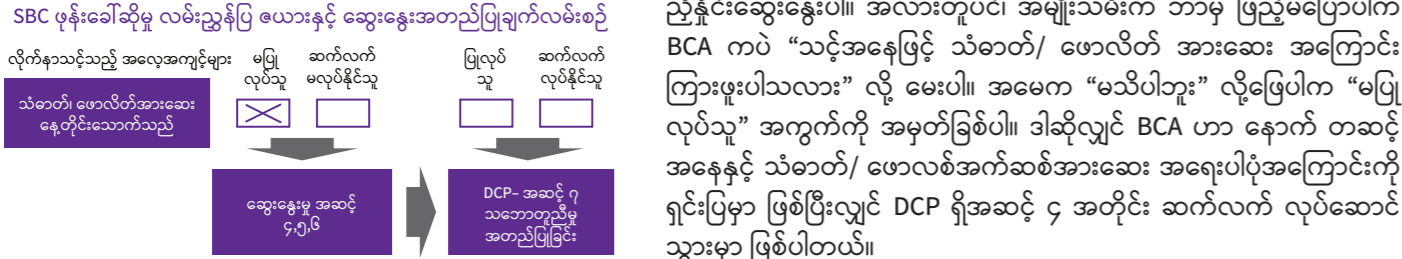 SBC ဖုန်းခေါ်ဆိုမှု လမ်းညွှန်ပြ ဇယားနှင့် ဆွေးနွေးအတည်ပြုချက်လမ်းစဉ်
လိုက်နာသင့်သည့် အလေ့အကျင့်များ
မပြု
လုပ်သူ
ဆက်လက်
မလုပ်နိုင်သူ
ပြုလုပ်
သူ
ဆက်လက်
လုပ်နိုင်သူ
သံဓာတ်၊ ဖောလိတ်အားဆေး
နေ့တိုင်းသောက်သည်
ဆွေးနွေးမှု အဆင့်
၄,၅,၆
DCP– အဆင့် ၇
သဘောတူညီမှု
အတည်ပြုခြင်း
ညှိနှိုင်းဆွေးနွေးပါ။ အလားတူပင်၊ အမျိုးသမီးက ဘာမှ ဖြည့်မပြောပါက
BCA ကပဲ “သင့်အနေဖြင့် သံဓာတ်/ ဖောလိတ် အားဆေး အကြောင်း
ကြားဖူးပါသလား” လို့ မေးပါ။ အမေက “မသိပါဘူး” လို့ဖြေပါက “မပြု
လုပ်သူ” အကွက်ကို အမှတ်ခြစ်ပါ။ ဒါဆိုလျှင် BCA ဟာ နောက် တဆင့်
အနေနှင့် သံဓာတ်/ ဖောလစ်အက်ဆစ်အားဆေး အရေးပါပုံအကြောင်းကို
ရှင်းပြမှာ ဖြစ်ပြီးလျှင် DCP ရှိအဆင့် ၄ အတိုင်း ဆက်လက် လုပ်ဆောင်
သွားမှာ ဖြစ်ပါတယ်။